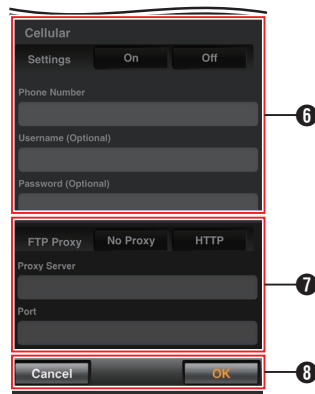 Cellular
Settings On Off
Phone Number
6
Username (Optional)
Password (Optional)
FTP Proxy No Proxy HTTP
Proxy Server
7
Port
Cancel OK 8